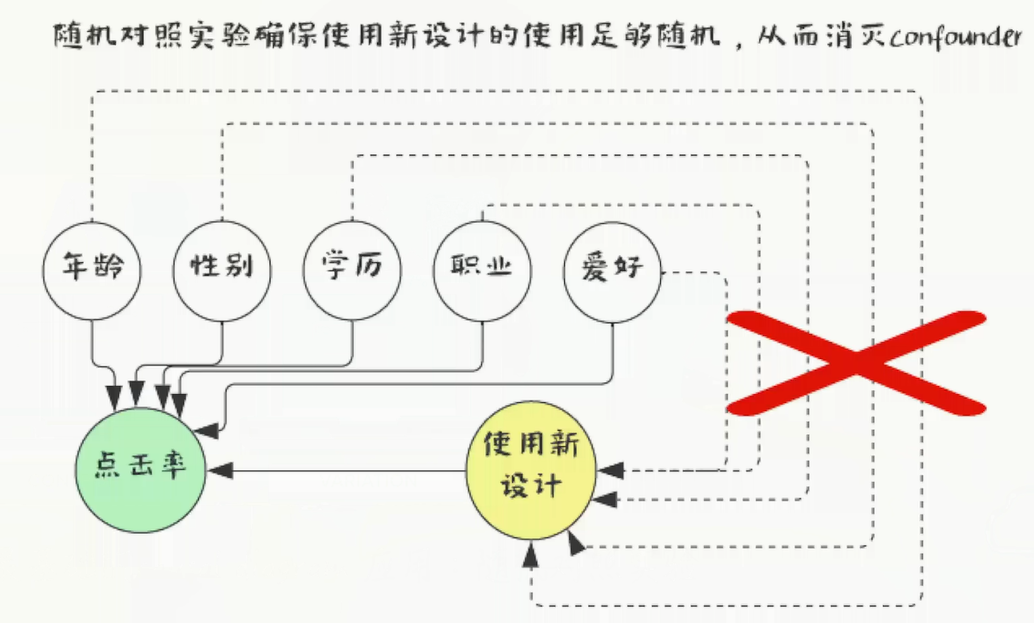 随机对照实验确保使用新设计的使用足够随机，从而消灭confounder
年龄
性别
学历
职业
爱好
点击率
使用新
设计